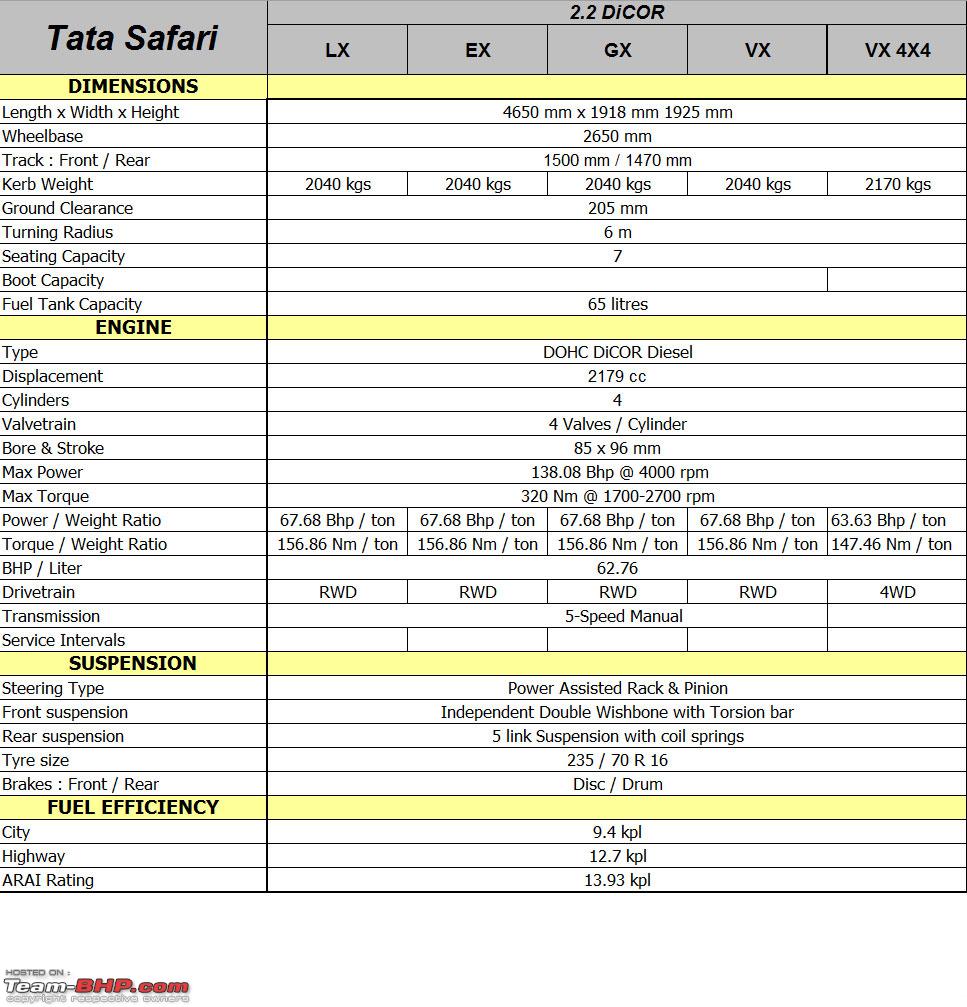 Tata Safari
2.2 DiCOR
LX EX GX VX VX 4X4
DIMENSIONS
Length x Width x Height 4650 mm x 1918 mm 1925 mm
Wheelbase 2650 mm
Track : Front / Rear 1500 mm / 1470 mm
Kerb Weight 2040 kgs 2040 kgs 2040 kgs 2040 kgs 2170 kgs
Ground Clearance 205 mm
Turning Radius 6 m
Seating Capacity 7
Boot Capacity
Fuel Tank Capacity 65 litres
ENGINE
Type DOHC DiCOR Diesel
Displacement 2179 cc
Cylinders 4
Valvetrain 4 Valves / Cylinder
Bore & Stroke 85 x 96 mm
Max Power 138.08 Bhp @ 4000 rpm
Max Torque 320 Nm @ 1700-2700 rpm
Power / Weight Ratio 67.68 Bhp / ton 67.68 Bhp / ton 67.68 Bhp / ton 67.68 Bhp / ton 63.63 Bhp / ton
Torque / Weight Ratio 156.86 Nm / ton 156.86 Nm / ton 156.86 Nm / ton 156.86 Nm / ton 147.46 Nm / ton
BHP / Liter 62.76
Drivetrain RWD RWD RWD RWD 4WD
Transmission 5-Speed Manual
Service Intervals
SUSPENSION
Steering Type Power Assisted Rack & Pinion
Front suspension Independent Double Wishbone with Torsion bar
Rear suspension 5 link Suspension with coil springs
Tyre size 235 / 70 R 16
Brakes : Front / Rear Disc / Drum
FUEL EFFICIENCY
City 9.4 kpl
Highway 12.7 kpl
ARAI Rating 13.93 kpl
HOSTED ON :
Team-BHP.com
copyright respective owners